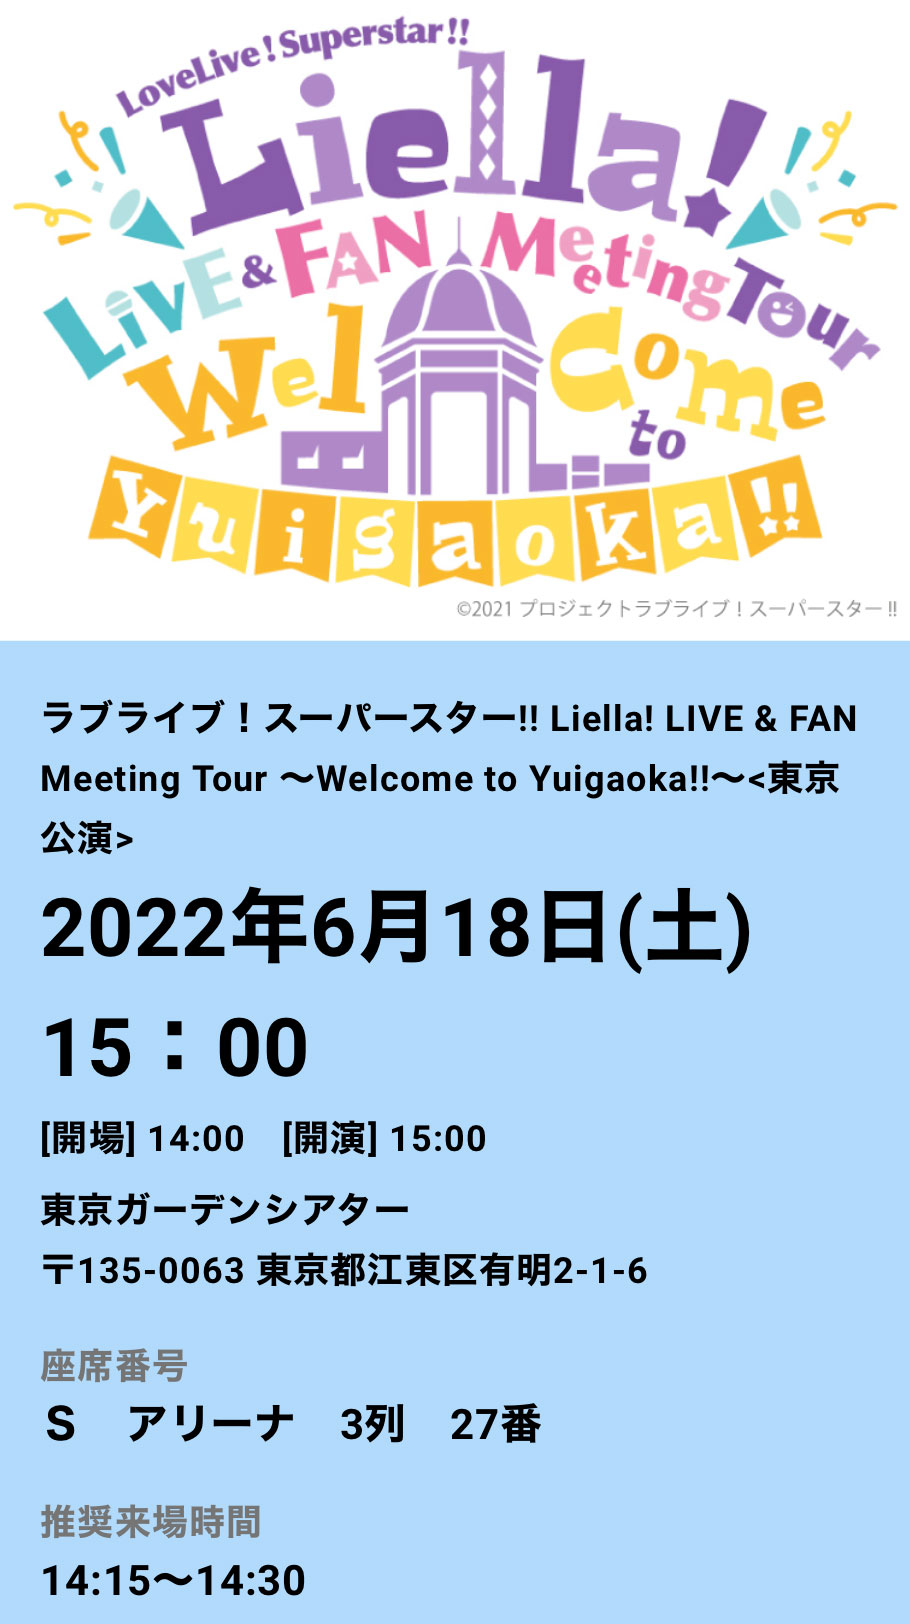 LoveLive! Superstar!!
Liella!
LIVE & FAN Meeting Tour
Welcome
to
Yuigaoka!!
©2021 プロジェクトラブライブ！スーパースター!!
ラブライブ！スーパースター!! Liella! LIVE & FAN
Meeting Tour ～Welcome to Yuigaoka!!～<東京
公演>
2022年6月18日(土)
15：00
[開場] 14:00　[開演] 15:00
東京ガーデンシアター
〒135-0063 東京都江東区有明2-1-6
座席番号
Ｓ　アリーナ　3列　27番
推奨来場時間
14:15～14:30